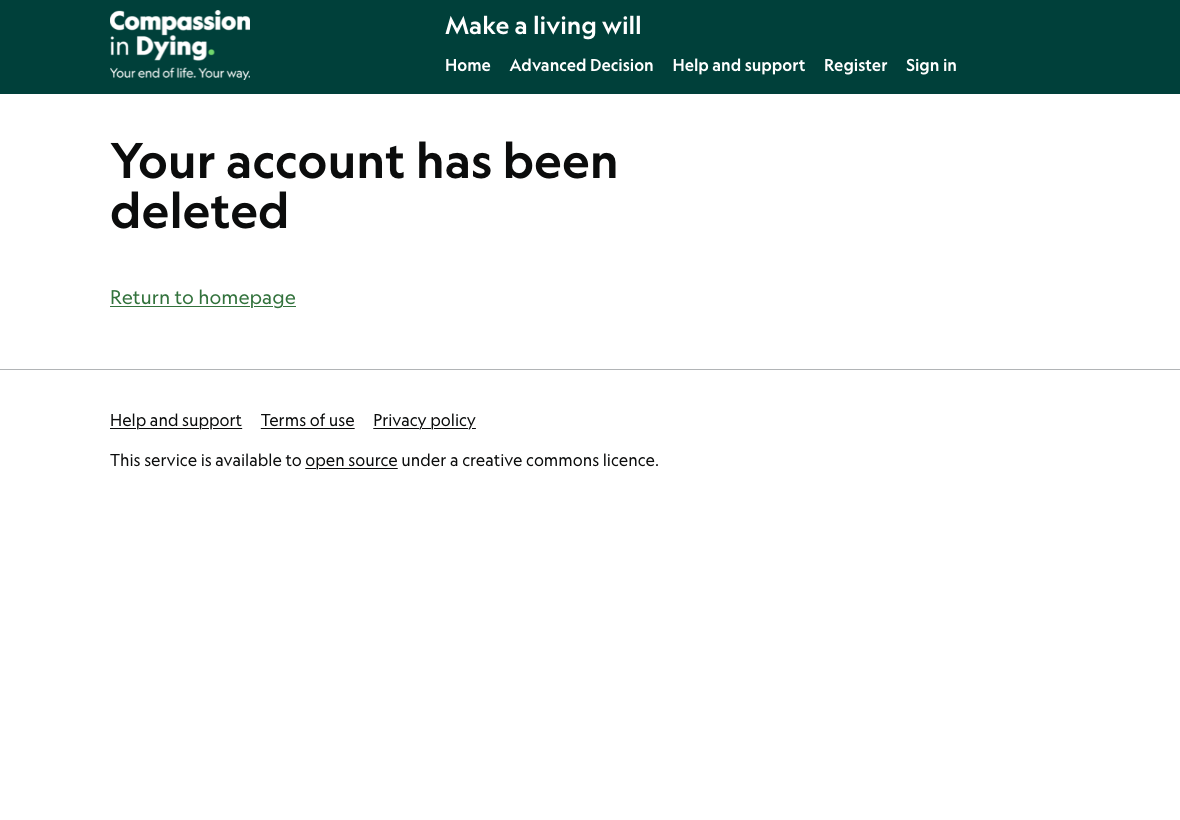 Compassion
in Dying.
Your end of life. Your way.
Make a living will
Home Advanced Decision Help and support Register Sign in
Your account has been
deleted
Return to homepage
Help and support Terms of use Privacy policy
This service is available to open source under a creative commons licence.